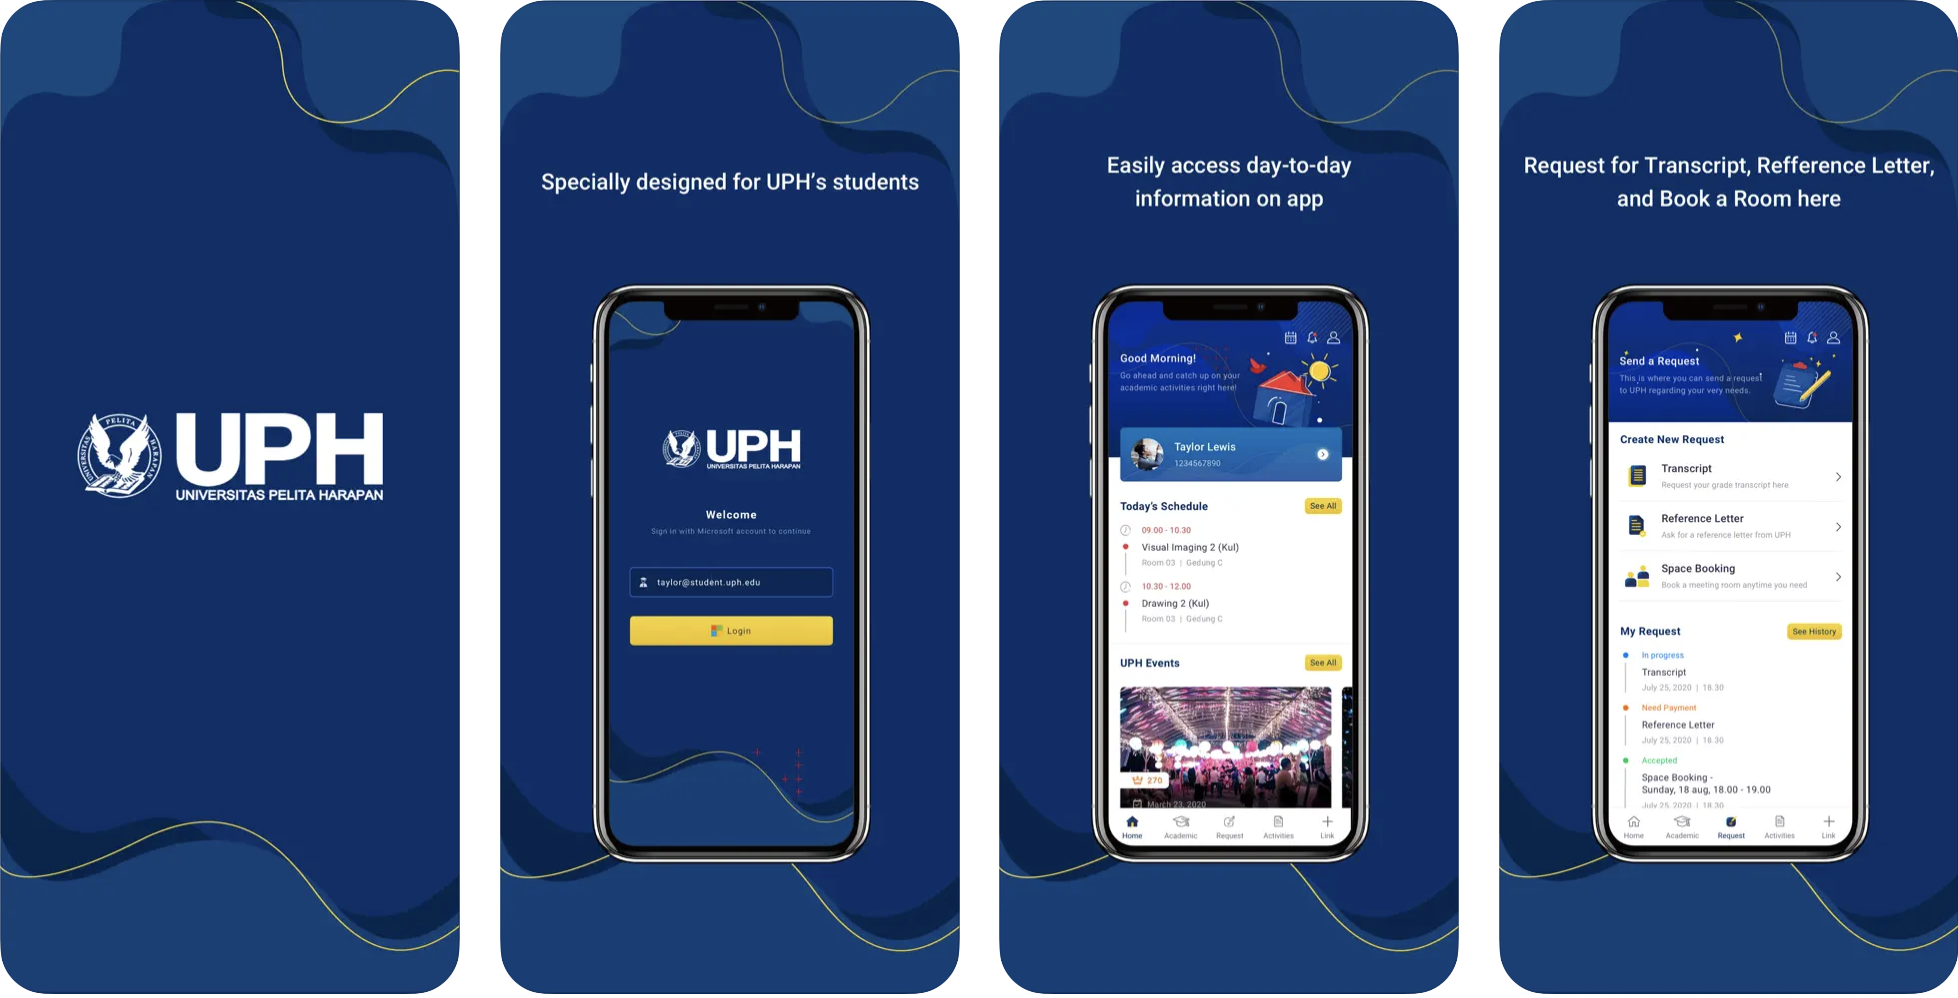 UNIVERSITAS PELITA HARAPAN
UPH
UNIVERSITAS PELITA HARAPAN
Specially designed for UPH's students
UPH
UNIVERSITAS PELITA HARAPAN
Welcome
Sign in with Microsoft account to continue
taylor@student.uph.edu
Login
Easily access day-to-day
information on app
Good Morning!
Go ahead and catch up on your
academic activities right here!
Taylor Lewis
1234567890
Today's Schedule
See All
09.00 - 10.30
Visual Imaging 2 (Kul)
Room 03 | Gedung C
10.30 - 12.00
Drawing 2 (Kul)
Room 03 | Gedung C
UPH Events
See All
270
March 23, 2020
Home
Academic
Request
Activities
Link
Request for Transcript, Refference Letter,
and Book a Room here
Send a Request
This is where you can send a request
to UPH regarding your very needs.
Create New Request
Transcript
Request your grade transcript here
Reference Letter
Ask for a reference letter from UPH
Space Booking
Book a meeting room anytime you need
My Request
See History
In progress
Transcript
July 25, 2020 | 18.30
Need Payment
Reference Letter
July 25, 2020 | 18.30
Accepted
Space Booking -
Sunday, 18 aug, 18.00 - 19.00
July 25, 2020 | 18.30
Home
Academic
Request
Activities
Link